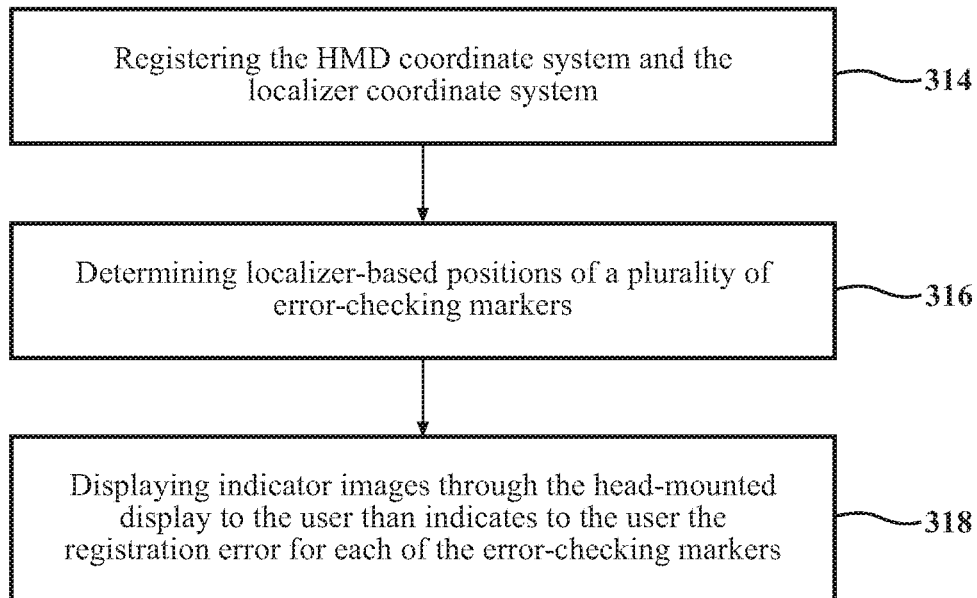 Registering the HMD coordinate system and the
localizer coordinate system
314
Determining localizer-based positions of a plurality of
error-checking markers
316
Displaying indicator images through the head-mounted
display to the user than indicates to the user the
registration error for each of the error-checking markers
318